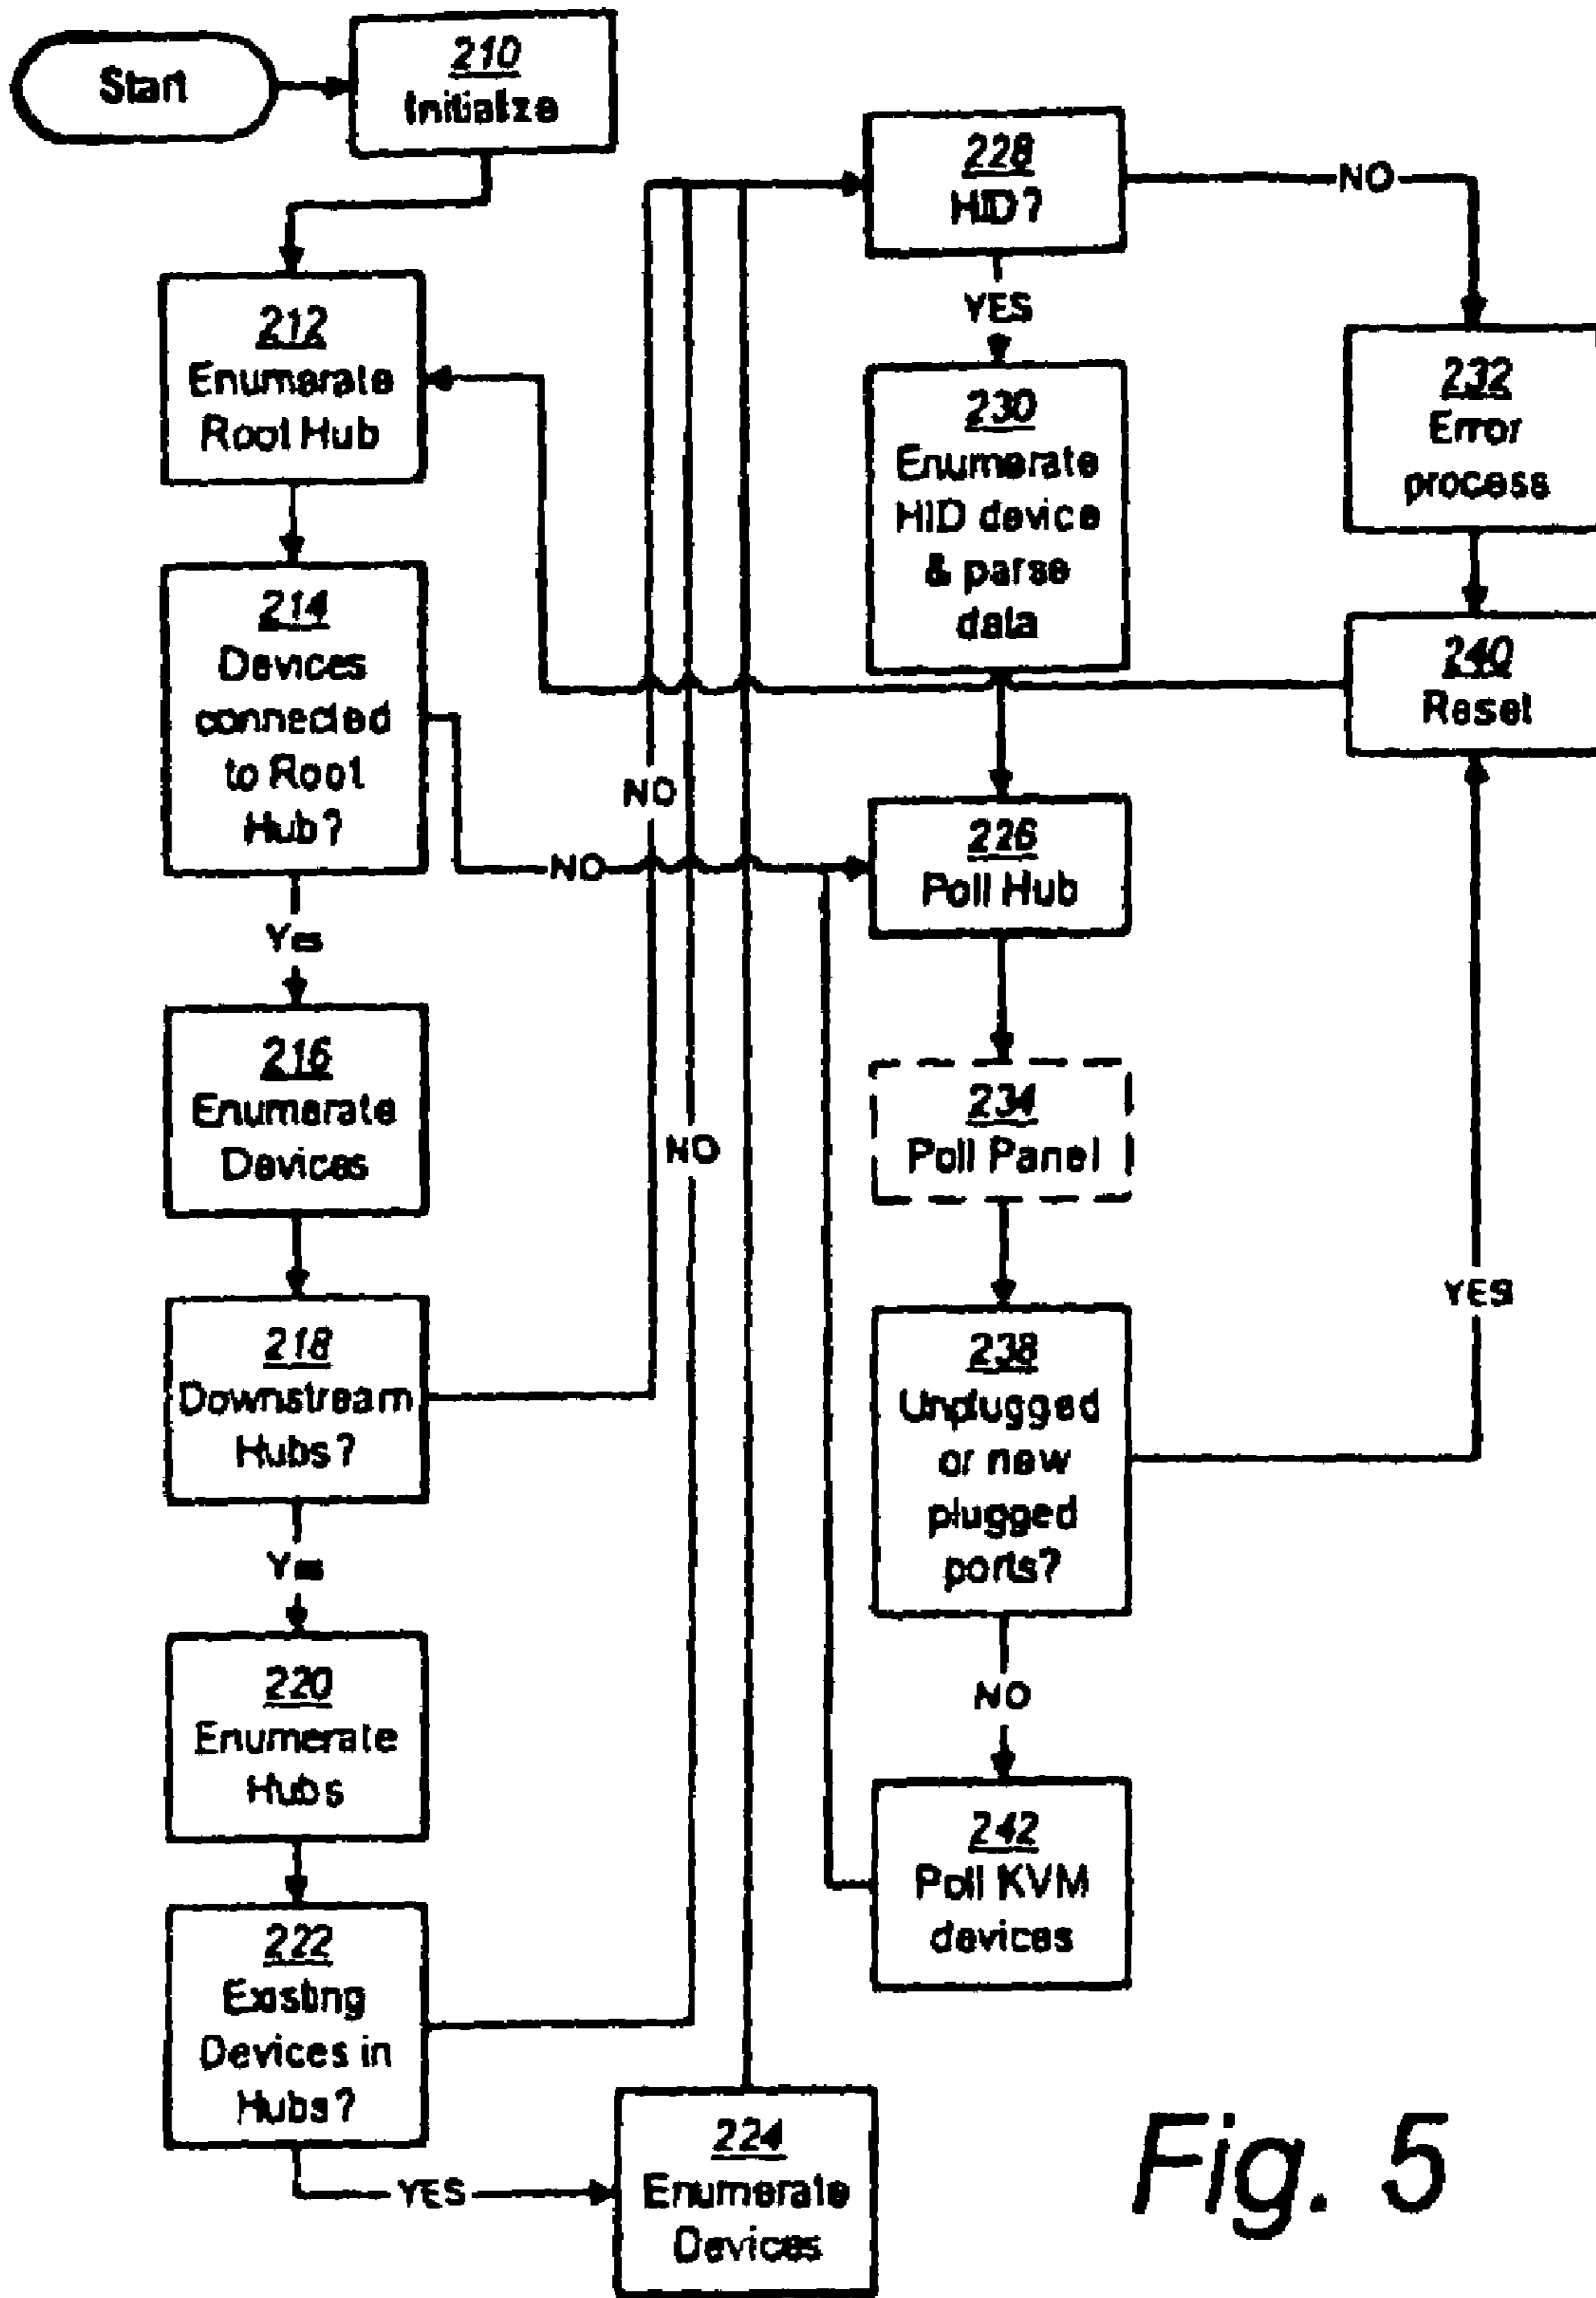 Start
210
Initialize
212
Enumerate
Root Hub
214
Devices
connected
to Root
Hub?
NO
Yes
216
Enumerate
Devices
218
Downstream
Hubs?
NO
Yes
220
Enumerate
Hubs
222
Existing
Devices in
Hubs?
NO
YES
224
Enumerate
Devices
228
HID?
NO
YES
230
Enumerate
HID device
& parse
data
232
Error
process
240
Reset
226
Poll Hub
234
Poll Panel
238
Unplugged
or new
plugged
ports?
YES
NO
242
Poll KVM
devices
Fig. 5